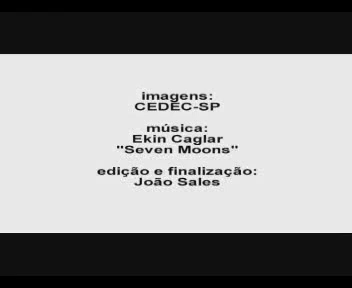 imagens:
CEDEC-SP
música:
Ekin Caglar
"Seven Moons"
edição e finalização:
João Sales